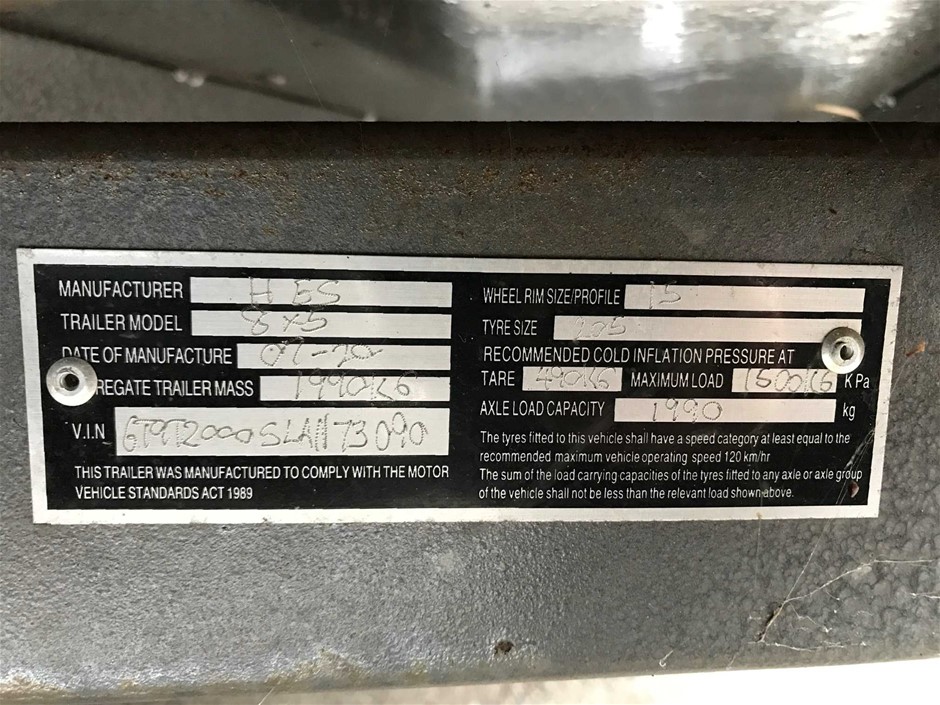 MANUFACTURER H ES
TRAILER MODEL 8x5
DATE OF MANUFACTURE 07-20
REGATE TRAILER MASS 1990KG
V.I.N 6T9T2000SLAN73090
THIS TRAILER WAS MANUFACTURED TO COMPLY WITH THE MOTOR
VEHICLE STANDARDS ACT 1989
WHEEL RIM SIZE/PROFILE 15
TYRE SIZE 205
RECOMMENDED COLD INFLATION PRESSURE AT
TARE 490KG MAXIMUM LOAD 1500KG KPa
AXLE LOAD CAPACITY 1990 kg
The tyres fitted to this vehicle shall have a speed category at least equal to the
recommended maximum vehicle operating speed 120 km/hr
The sum of the load carrying capacities of the tyres fitted to any axle or axle group
of the vehicle shall not be less than the relevant load shown above.